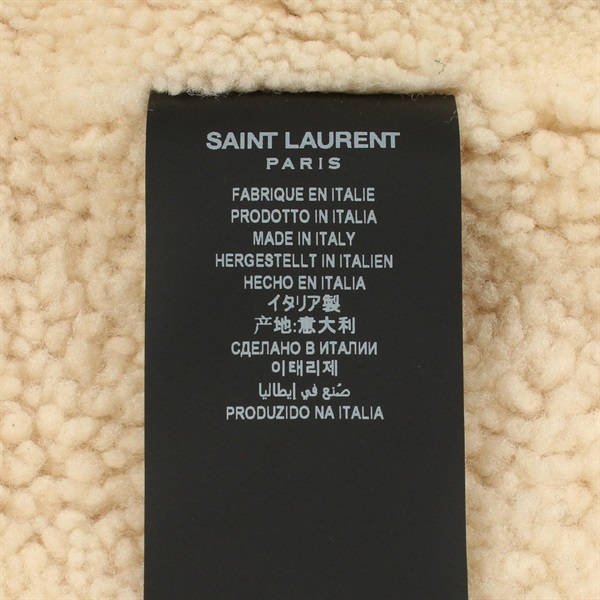 SAINT LAURENT
PARIS
FABRIQUE EN ITALIE
PRODOTTO IN ITALIA
MADE IN ITALY
HERGESTELLT IN ITALIEN
HECHO EN ITALIA
イタリア製
产地:意大利
СДЕЛАНО В ИТАЛИИ
이태리제
صُنع في إيطاليا
PRODUZIDO NA ITALIA